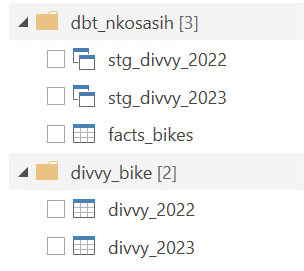 dbt_nkosasih [3]
stg_divvy_2022
stg_divvy_2023
facts_bikes
divvy_bike [2]
divvy_2022
divvy_2023